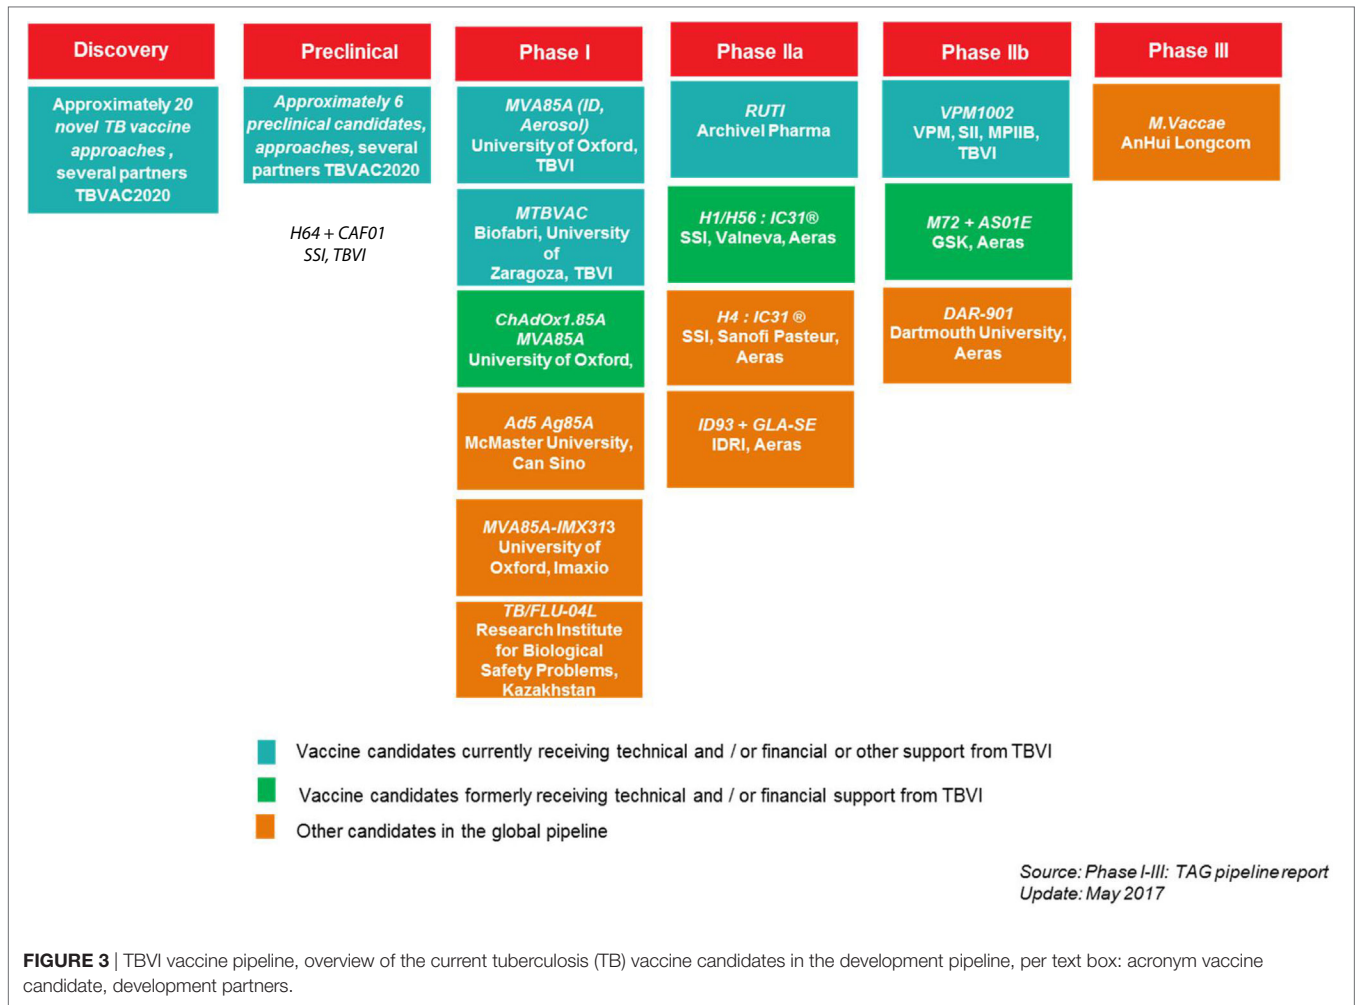 Discovery
Approximately 20
novel TB vaccine
approaches ,
several partners
TBVAC2020
Preclinical
Approximately 6
preclinical candidates,
approaches, several
partners TBVAC2020
H64 + CAF01
SSI, TBVI
Phase I
MVA85A (ID,
Aerosol)
University of Oxford,
TBVI
MTBVAC
Biofabri, University
of
Zaragoza, TBVI
ChAdOx1.85A
MVA85A
University of Oxford,
Ad5 Ag85A
McMaster University,
Can Sino
MVA85A-IMX313
University of
Oxford, Imaxio
TB/FLU-04L
Research Institute
for Biological
Safety Problems,
Kazakhstan
Phase IIa
RUTI
Archivel Pharma
H1/H56 : IC31®
SSI, Valneva, Aeras
H4 : IC31 ®
SSI, Sanofi Pasteur,
Aeras
ID93 + GLA-SE
IDRI, Aeras
Phase IIb
VPM1002
VPM, SII, MPIIB,
TBVI
M72 + AS01E
GSK, Aeras
DAR-901
Dartmouth University,
Aeras
Phase III
M.Vaccae
AnHui Longcom
Vaccine candidates currently receiving technical and / or financial or other support from TBVI
Vaccine candidates formerly receiving technical and / or financial support from TBVI
Other candidates in the global pipeline
Source: Phase I-III: TAG pipeline report
Update: May 2017
FIGURE 3 | TBVI vaccine pipeline, overview of the current tuberculosis (TB) vaccine candidates in the development pipeline, per text box: acronym vaccine
candidate, development partners.